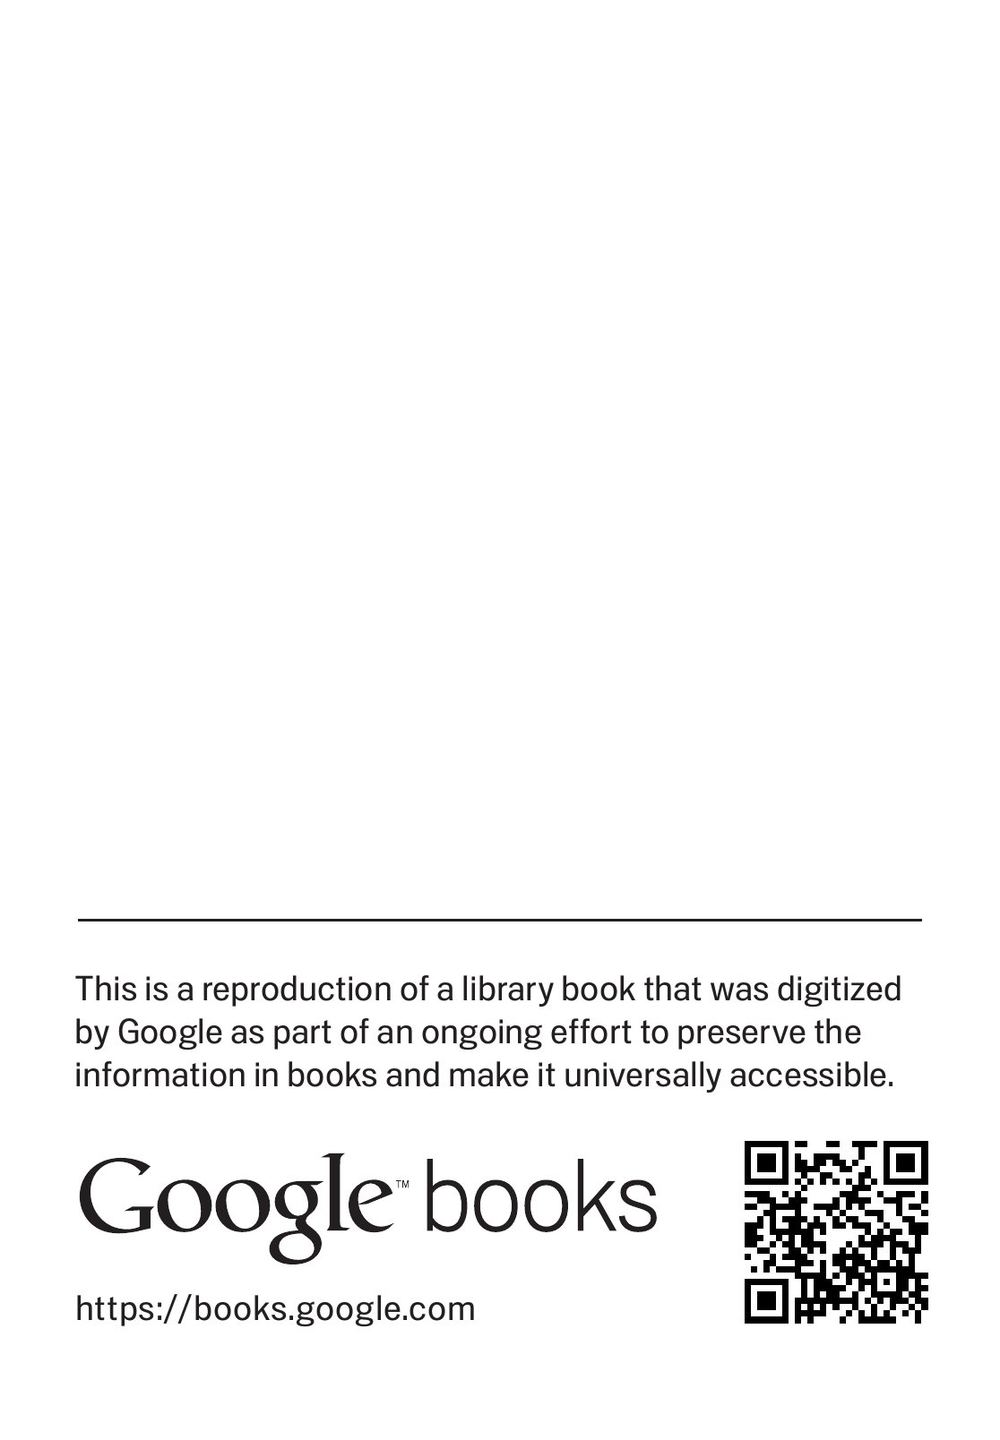 This is a reproduction of a library book that was digitized
by Google as part of an ongoing effort to preserve the
information in books and make it universally accessible.
Google™ books
https://books.google.com